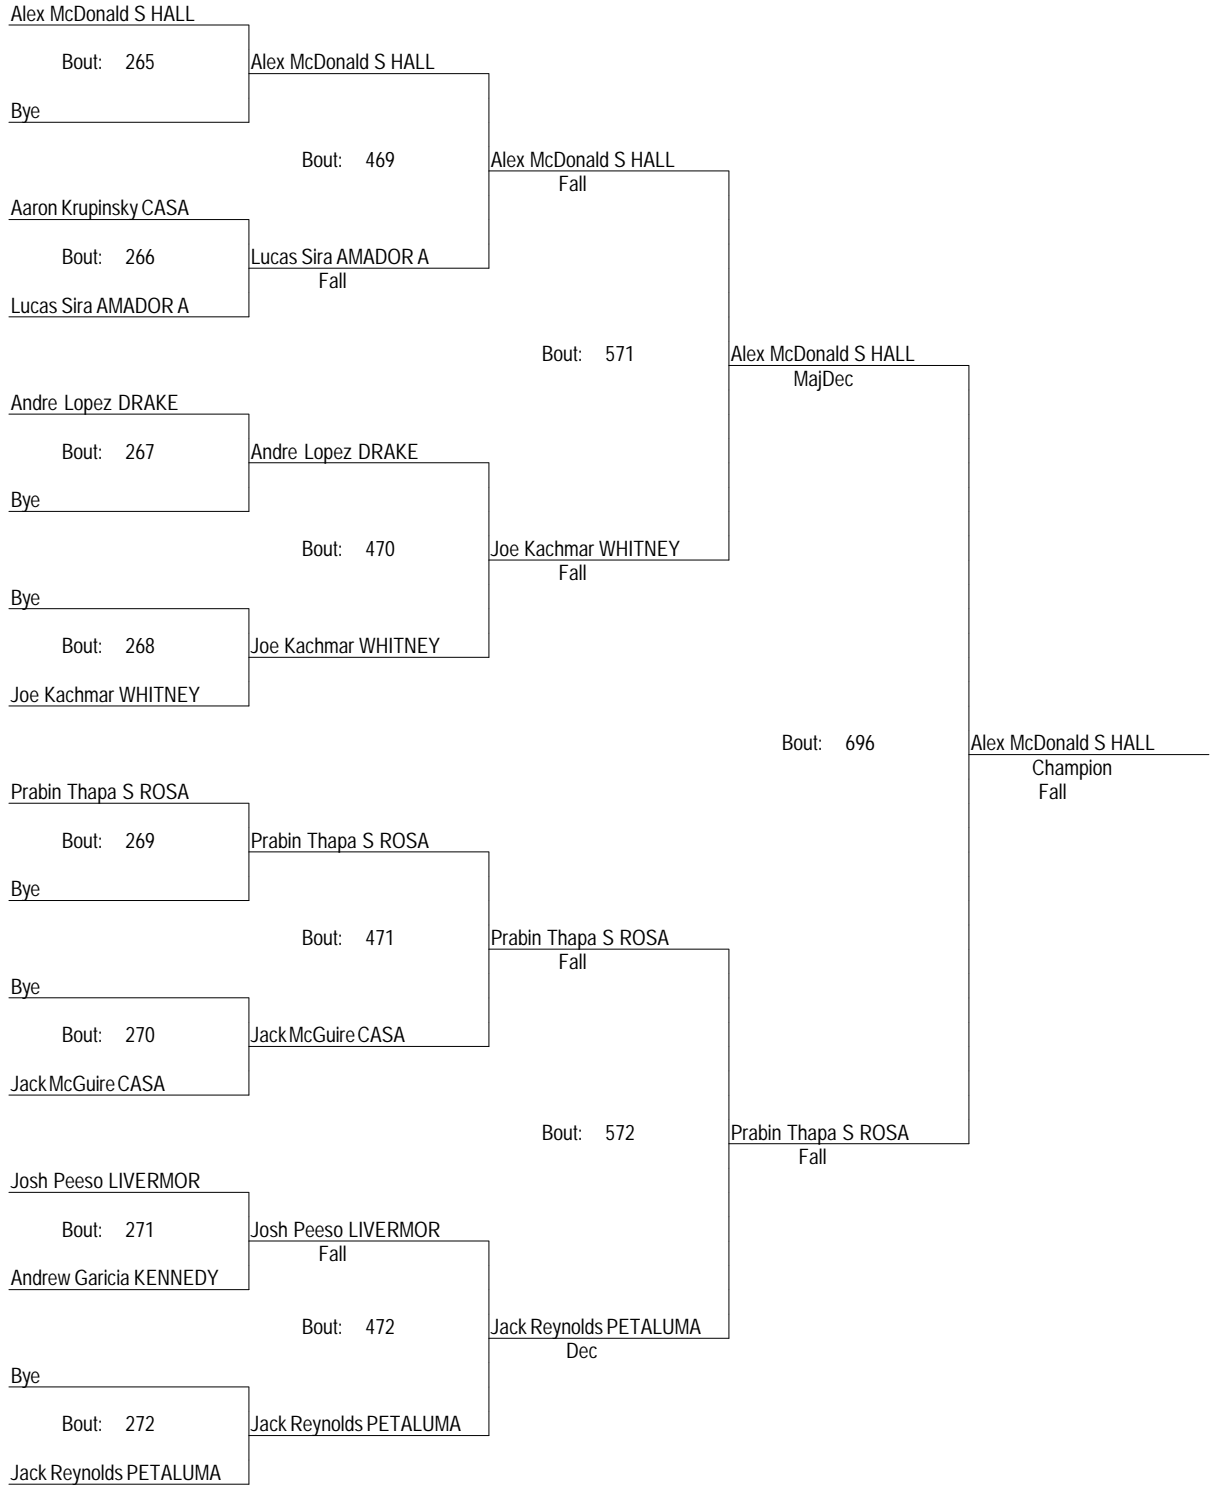 Alex McDonald S HALL
Bout: 265 Alex McDonald S HALL
Bye
Bout: 469 Alex McDonald S HALL
Fall
Aaron Krupinsky CASA
Bout: 266 Lucas Sira AMADOR A
Fall
Lucas Sira AMADOR A
Bout: 571 Alex McDonald S HALL
MajDec
Andre Lopez DRAKE
Bout: 267 Andre Lopez DRAKE
Bye
Bout: 470 Joe Kachmar WHITNEY
Fall
Bye
Bout: 268 Joe Kachmar WHITNEY
Joe Kachmar WHITNEY
Bout: 696 Alex McDonald S HALL
Champion
Fall
Prabin Thapa S ROSA
Bout: 269 Prabin Thapa S ROSA
Bye
Bout: 471 Prabin Thapa S ROSA
Fall
Bye
Bout: 270 Jack McGuire CASA
Jack McGuire CASA
Bout: 572 Prabin Thapa S ROSA
Fall
Josh Peeso LIVERMOR
Bout: 271 Josh Peeso LIVERMOR
Fall
Andrew Garicia KENNEDY
Bout: 472 Jack Reynolds PETALUMA
Dec
Bye
Bout: 272 Jack Reynolds PETALUMA
Jack Reynolds PETALUMA